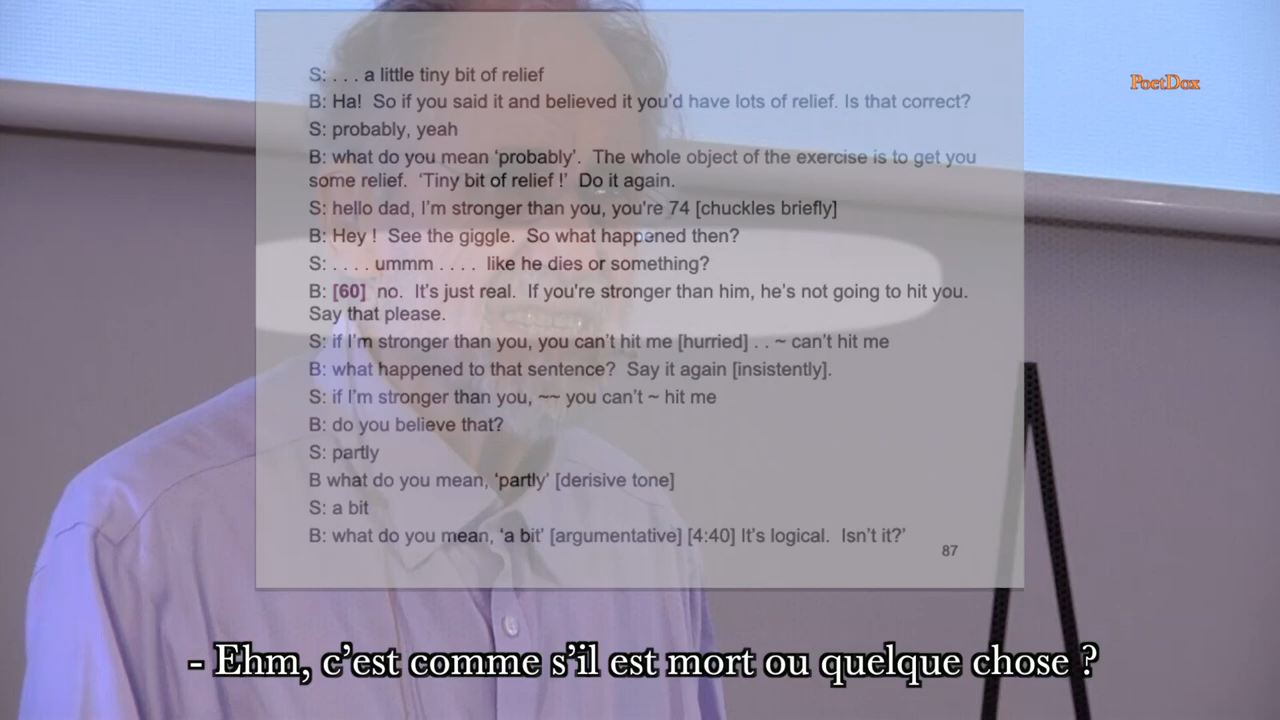 PoetDox
S: . . . a little tiny bit of relief
B: Ha! So if you said it and believed it you'd have lots of relief. Is that correct?
S: probably, yeah
B: what do you mean 'probably'. The whole object of the exercise is to get you
some relief. 'Tiny bit of relief !' Do it again.
S: hello dad, I'm stronger than you, you're 74 [chuckles briefly]
B: Hey ! See the giggle. So what happened then?
S: . . . . ummm . . . . like he dies or something?
B: [60] no. It's just real. If you're stronger than him, he's not going to hit you.
Say that please.
S: if I'm stronger than you, you can't hit me [hurried] . . ~ can't hit me
B: what happened to that sentence? Say it again [insistently].
S: if I'm stronger than you, ~~ you can't ~ hit me
B: do you believe that?
S: partly
B what do you mean, 'partly' [derisive tone]
S: a bit
B: what do you mean, 'a bit' [argumentative] [4:40] It's logical. Isn't it?'
87
- Ehm, c'est comme s'il est mort ou quelque chose ?